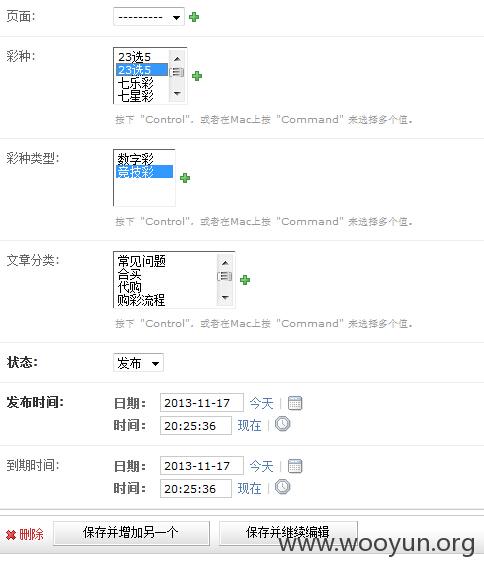 页面: ---------
彩种: 23选5
23选5
七乐彩
七星彩
按下 "Control"，或者在Mac上按 "Command" 来选择多个值。
彩种类型: 数字彩
竞技彩
按下 "Control"，或者在Mac上按 "Command" 来选择多个值。
文章分类: 常见问题
合买
代购
购彩流程
按下 "Control"，或者在Mac上按 "Command" 来选择多个值。
状态: 发布
发布时间: 日期: 2013-11-17 今天 |
时间: 20:25:36 现在 |
到期时间: 日期: 2013-11-17 今天 |
时间: 20:25:36 现在 |
删除 保存并增加另一个 保存并继续编辑
www.wooyun.org